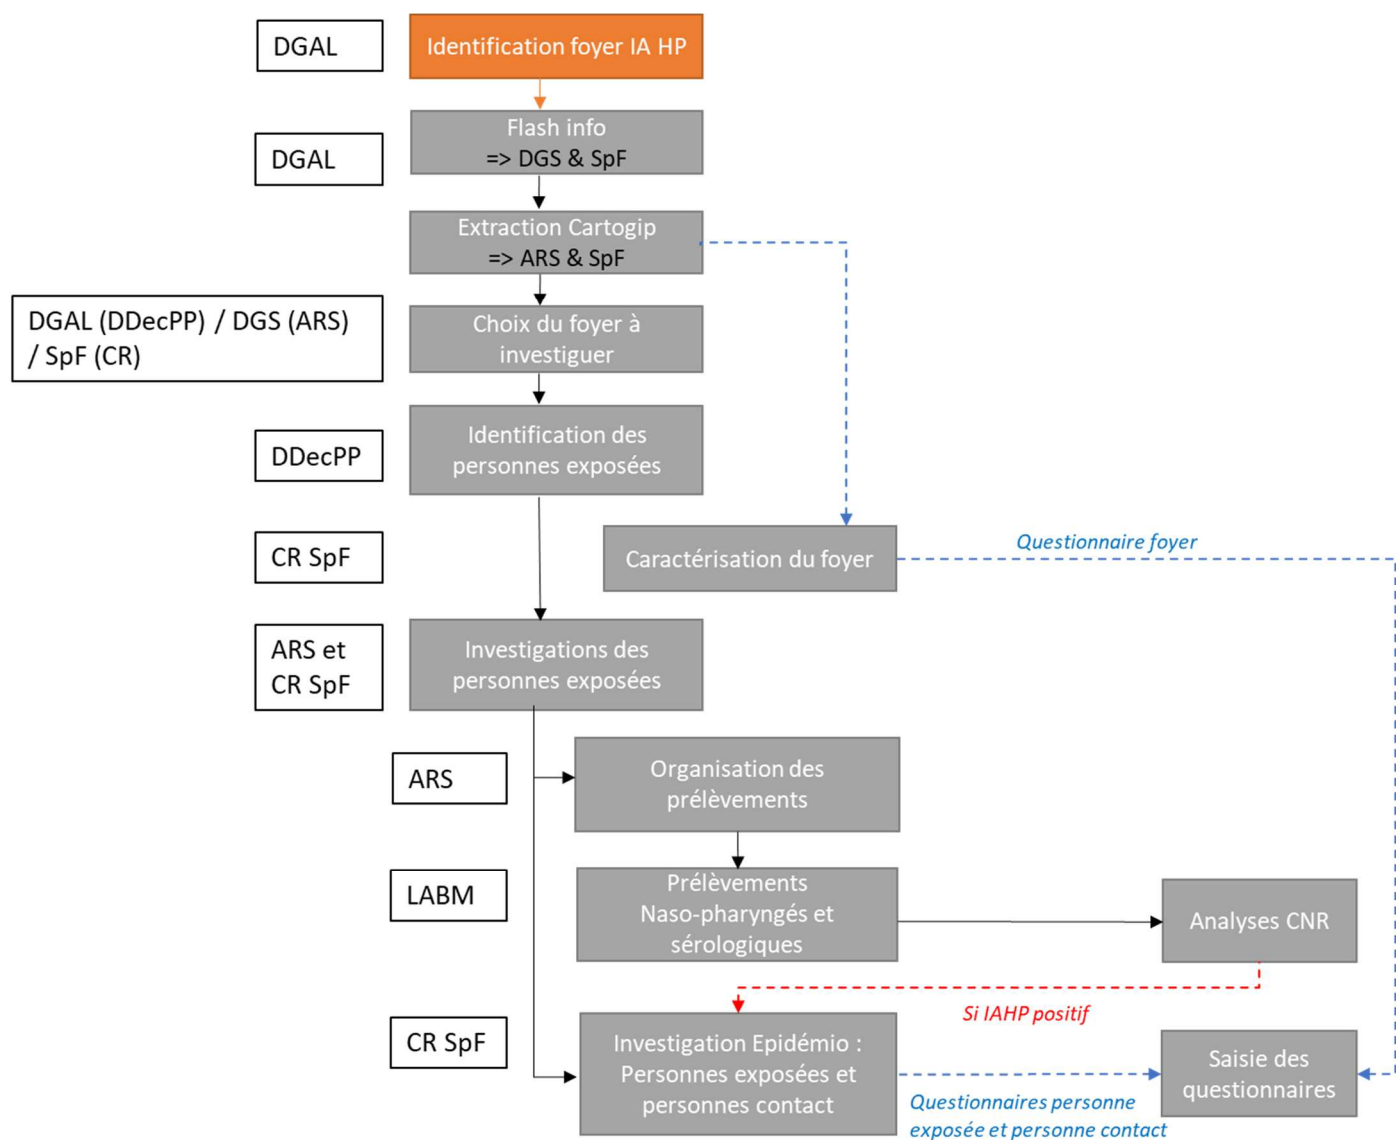 DGAL
Identification foyer IA HP
DGAL
Flash info
=> DGS & SpF
Extraction Cartogip
=> ARS & SpF
DGAL (DDecPP) / DGS (ARS)
/ SpF (CR)
Choix du foyer à
investiguer
DDecPP
Identification des
personnes exposées
CR SpF
Caractérisation du foyer
Questionnaire foyer
ARS et
CR SpF
Investigations des
personnes exposées
ARS
Organisation des
prélèvements
LABM
Prélèvements
Naso-pharyngés et
sérologiques
Analyses CNR
Si IAHP positif
CR SpF
Investigation Epidémio :
Personnes exposées et
personnes contact
Questionnaires personne
exposée et personne contact
Saisie des
questionnaires